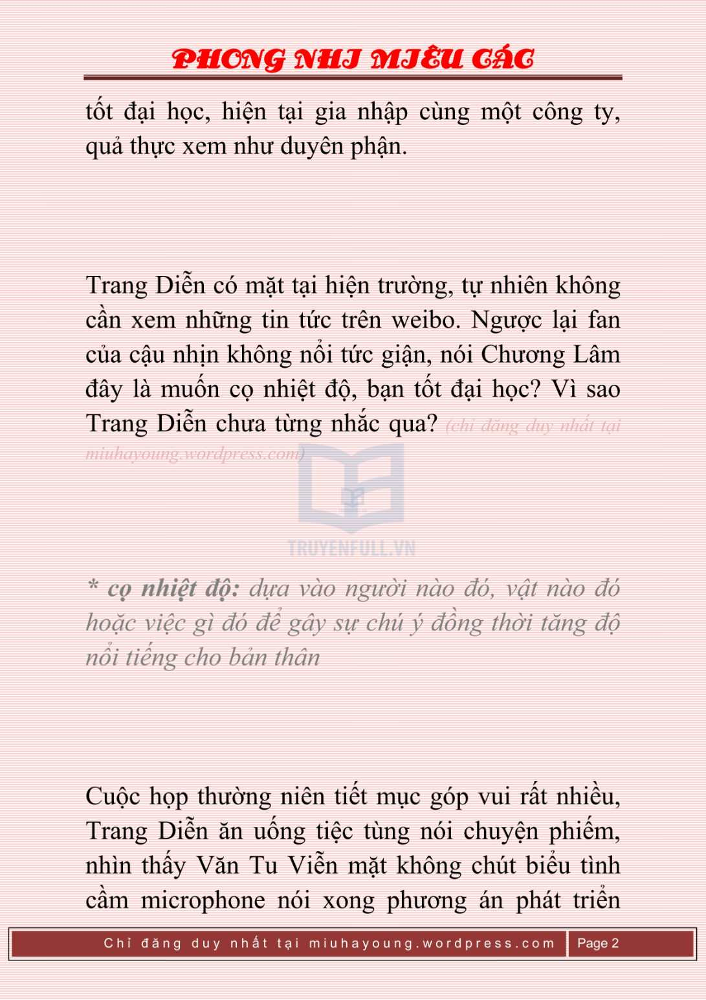 PHONG NHI MIÊU CÁC
tốt đại học, hiện tại gia nhập cùng một công ty,
quả thực xem như duyên phận.
Trang Diễn có mặt tại hiện trường, tự nhiên không
cần xem những tin tức trên weibo. Ngược lại fan
của cậu nhịn không nổi tức giận, nói Chương Lâm
đây là muốn cọ nhiệt độ, bạn tốt đại học? Vì sao
Trang Diễn chưa từng nhắc qua? (chỉ đăng duy nhất tại
miuhayoung.wordpress.com)
TRUYENFULL.VN
* cọ nhiệt độ: dựa vào người nào đó, vật nào đó
hoặc việc gì đó để gây sự chú ý đồng thời tăng độ
nổi tiếng cho bản thân
Cuộc họp thường niên tiết mục góp vui rất nhiều,
Trang Diễn ăn uống tiệc tùng nói chuyện phiếm,
nhìn thấy Văn Tu Viễn mặt không chút biểu tình
cầm microphone nói xong phương án phát triển
Chỉ đăng duy nhất tại miuhayoung.wordpress.com Page 2